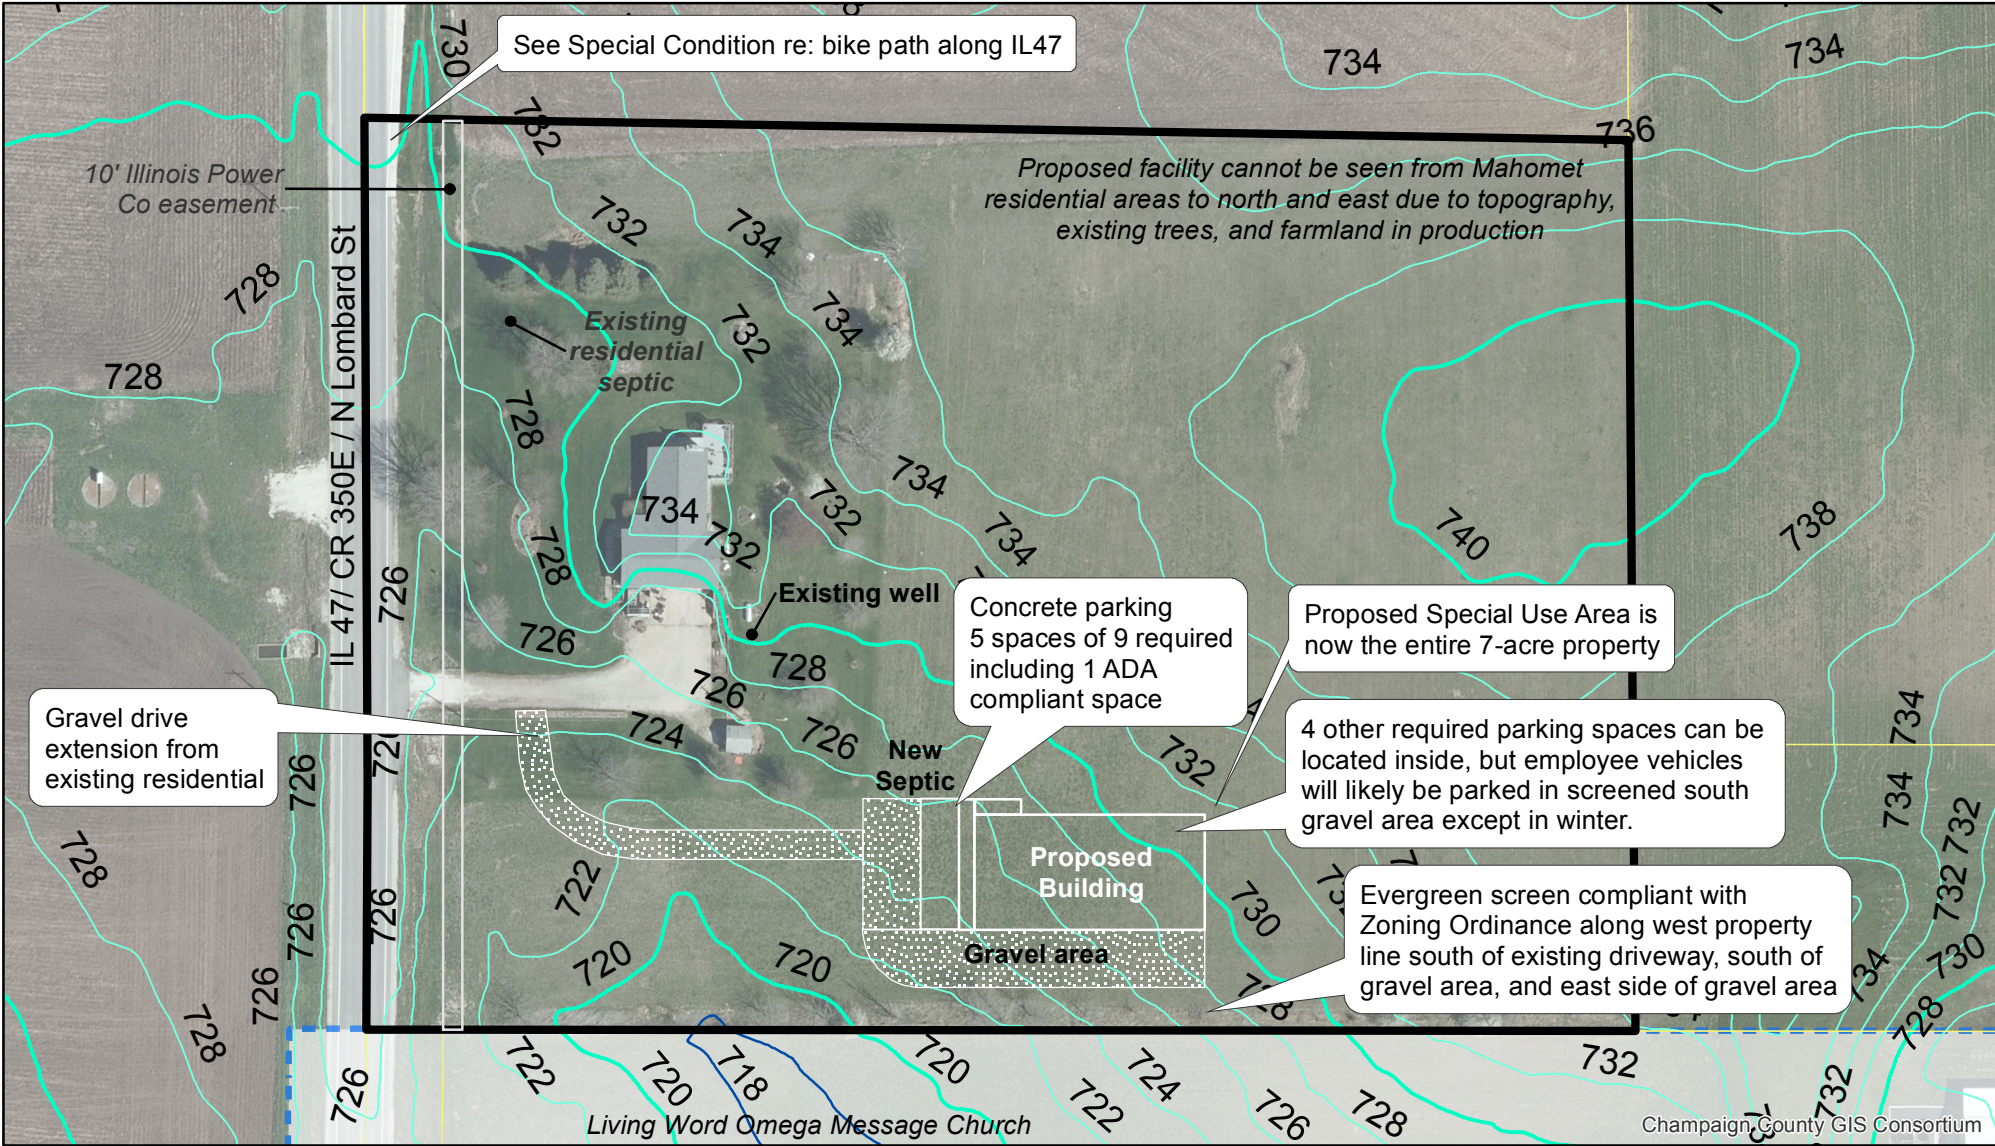 See Special Condition re: bike path along IL47
730
734
734
732
736
10' Illinois Power
Co easement
Proposed facility cannot be seen from Mahomet
residential areas to north and east due to topography,
existing trees, and farmland in production
732
734
728
IL 47/ CR 350E / N Lombard St
Existing
residential
septic
734
732
728
728
734
734
732
732
734
740
738
728
726
Existing well
Concrete parking
5 spaces of 9 required
including 1 ADA
compliant space
Proposed Special Use Area is
now the entire 7-acre property
726
728
726
Gravel drive
extension from
existing residential
724
726
New
Septic
732
4 other required parking spaces can be
located inside, but employee vehicles
will likely be parked in screened south
gravel area except in winter.
734
734
732
726
728
722
Proposed
Building
730
732
726
726
Evergreen screen compliant with
Zoning Ordinance along west property
line south of existing driveway, south of
gravel area, and east side of gravel area
720
720
Gravel area
728
734
730
726
728
728
722
720
718
720
724
722
726
728
732
732
726
Living Word Omega Message Church
Champaign County GIS Consortium